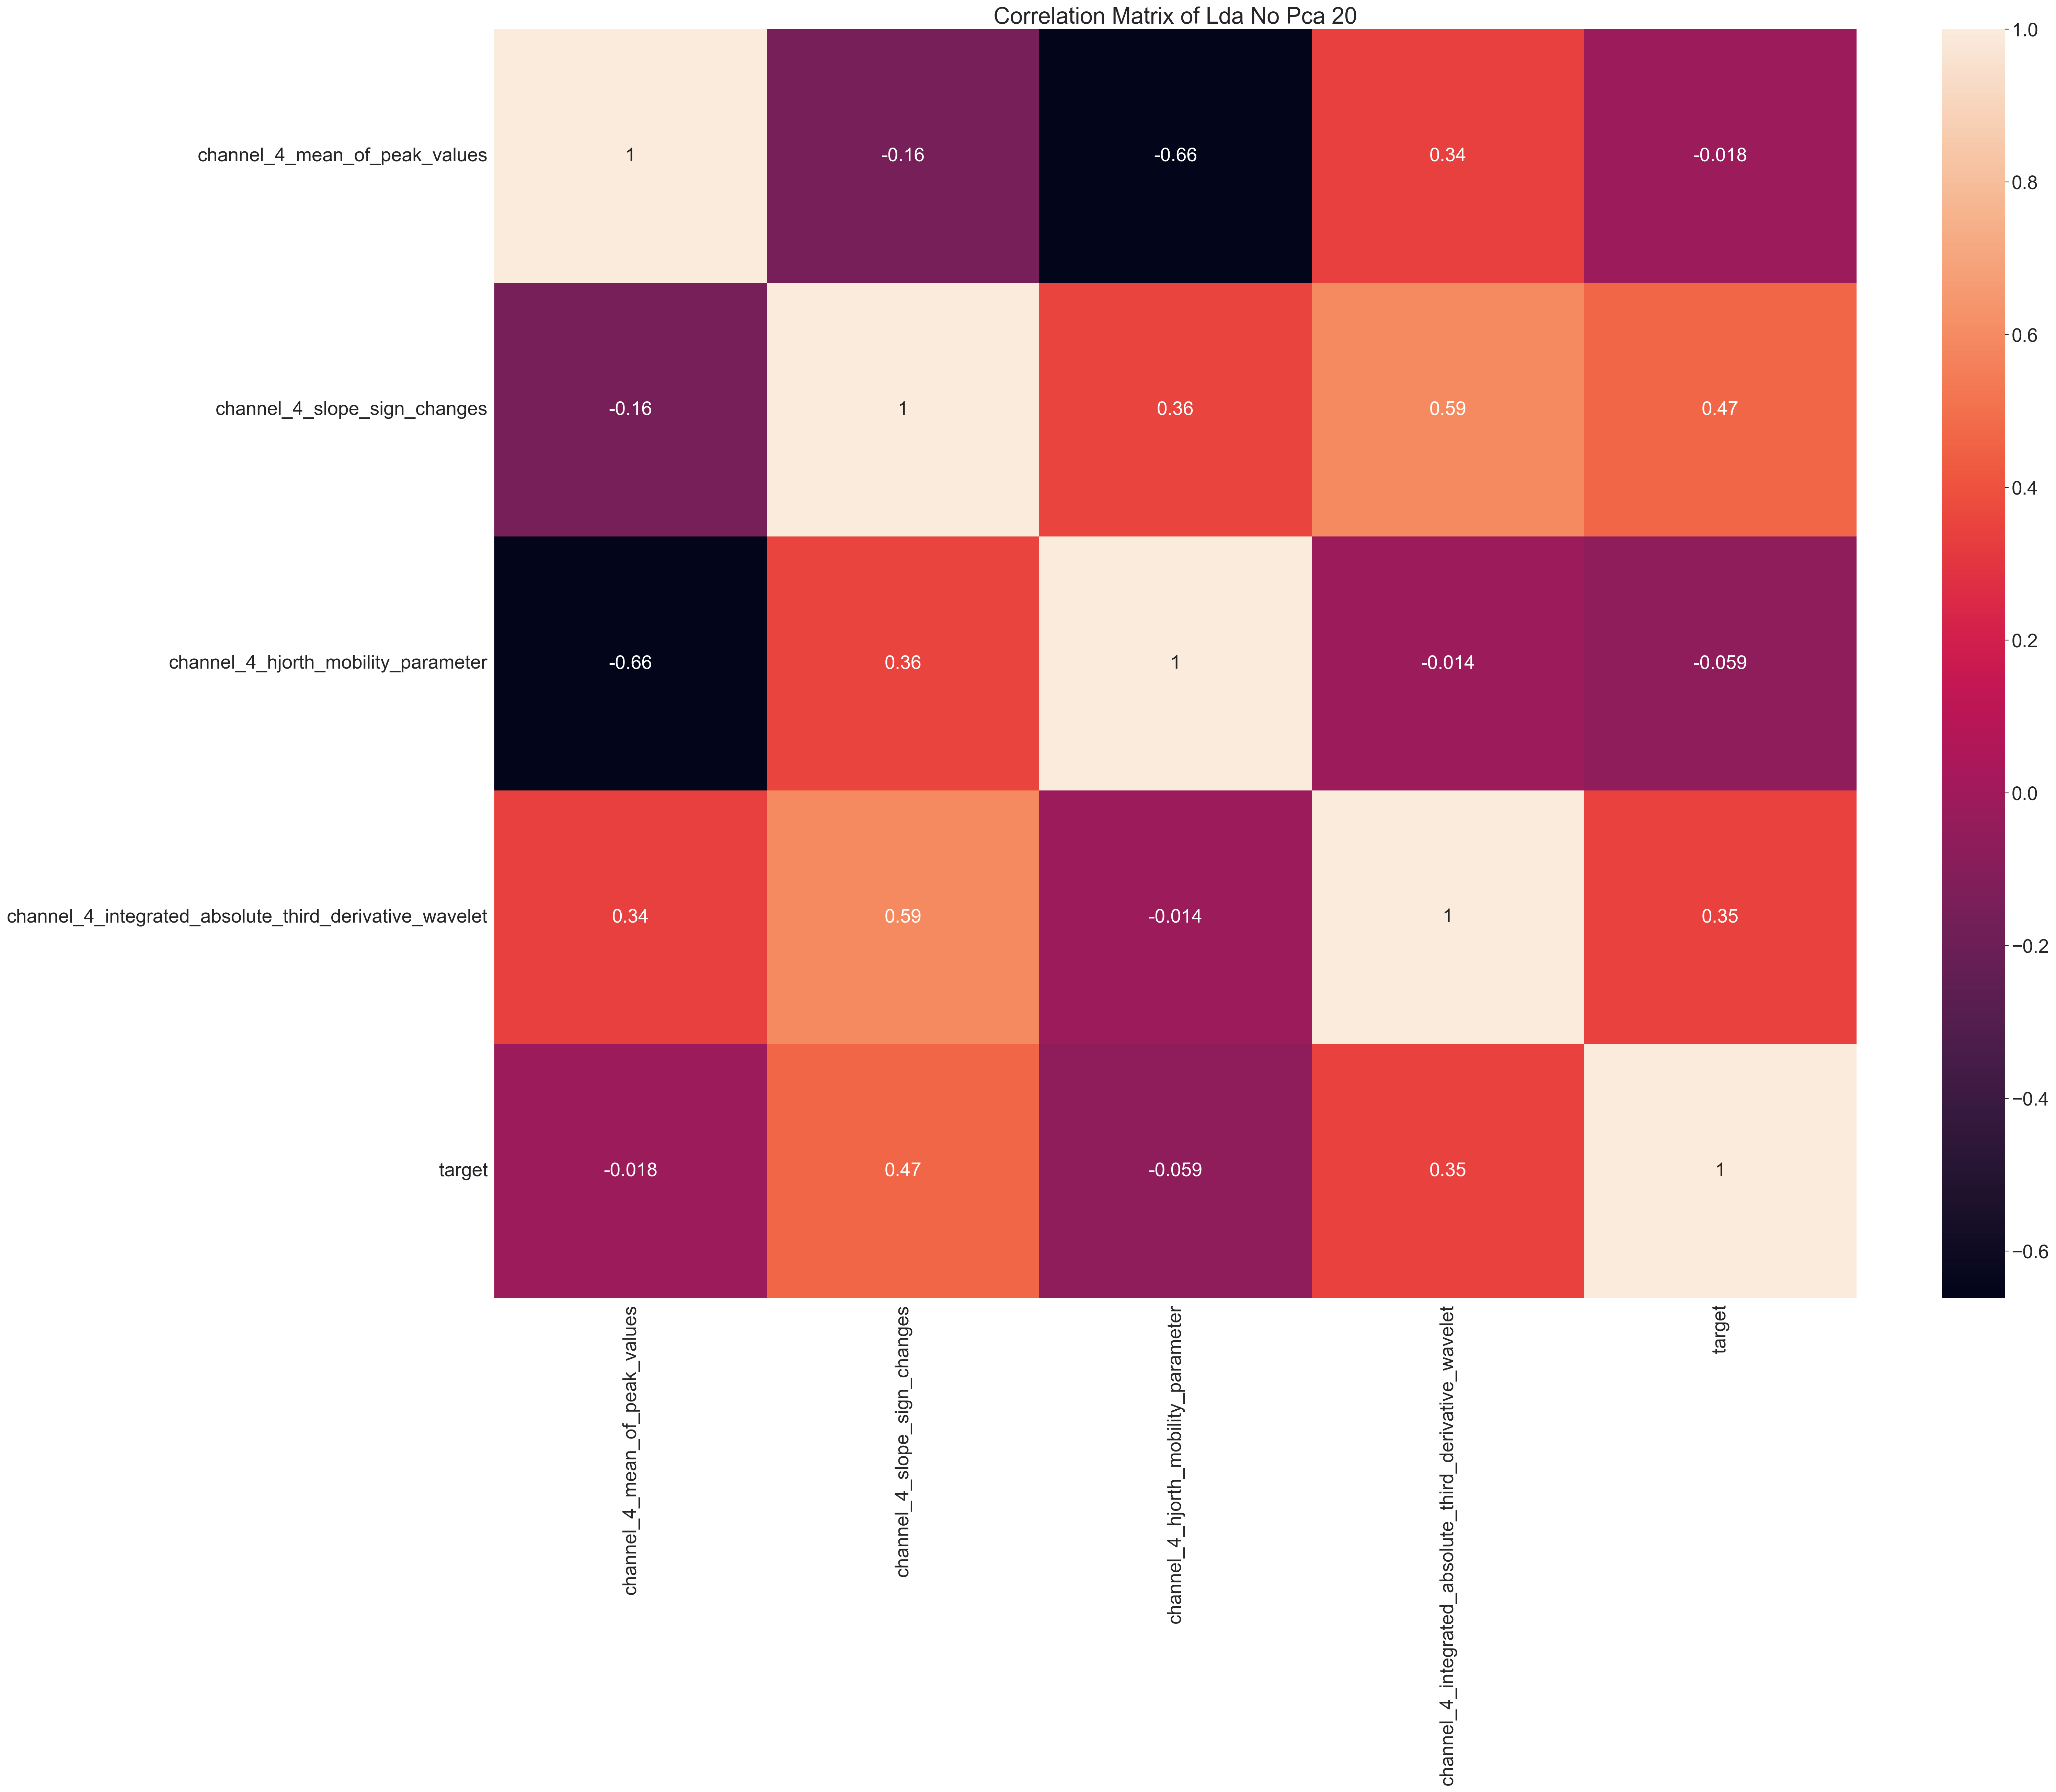 Correlation Matrix of Lda No Pca 20
channel_4_mean_of_peak_values 1 -0.16 -0.66 0.34 -0.018
channel_4_slope_sign_changes -0.16 1 0.36 0.59 0.47
channel_4_hjorth_mobility_parameter -0.66 0.36 1 -0.014 -0.059
channel_4_integrated_absolute_third_derivative_wavelet 0.34 0.59 -0.014 1 0.35
target -0.018 0.47 -0.059 0.35 1
channel_4_mean_of_peak_values
channel_4_slope_sign_changes
channel_4_hjorth_mobility_parameter
channel_4_integrated_absolute_third_derivative_wavelet
target
1.0
0.8
0.6
0.4
0.2
0.0
−0.2
−0.4
−0.6